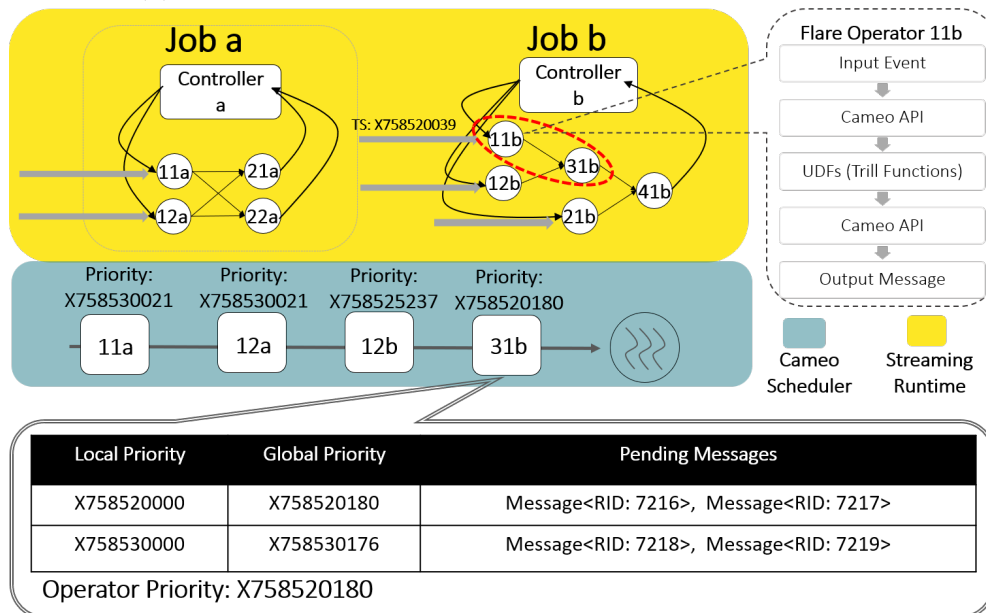 Job a
Job b
Flare Operator 11b
Controller
a
Controller
b
TS: X758520039
11a
21a
12a
22a
11b
31b
12b
41b
21b
Input Event
Cameo API
UDFs (Trill Functions)
Cameo API
Output Message
Priority:
X758530021
Priority:
X758530021
Priority:
X758525237
Priority:
X758520180
11a
12a
12b
31b
Cameo
Scheduler
Streaming
Runtime
Local Priority Global Priority Pending Messages
X758520000 X758520180 Message<RID: 7216>, Message<RID: 7217>
X758530000 X758530176 Message<RID: 7218>, Message<RID: 7219>
Operator Priority: X758520180